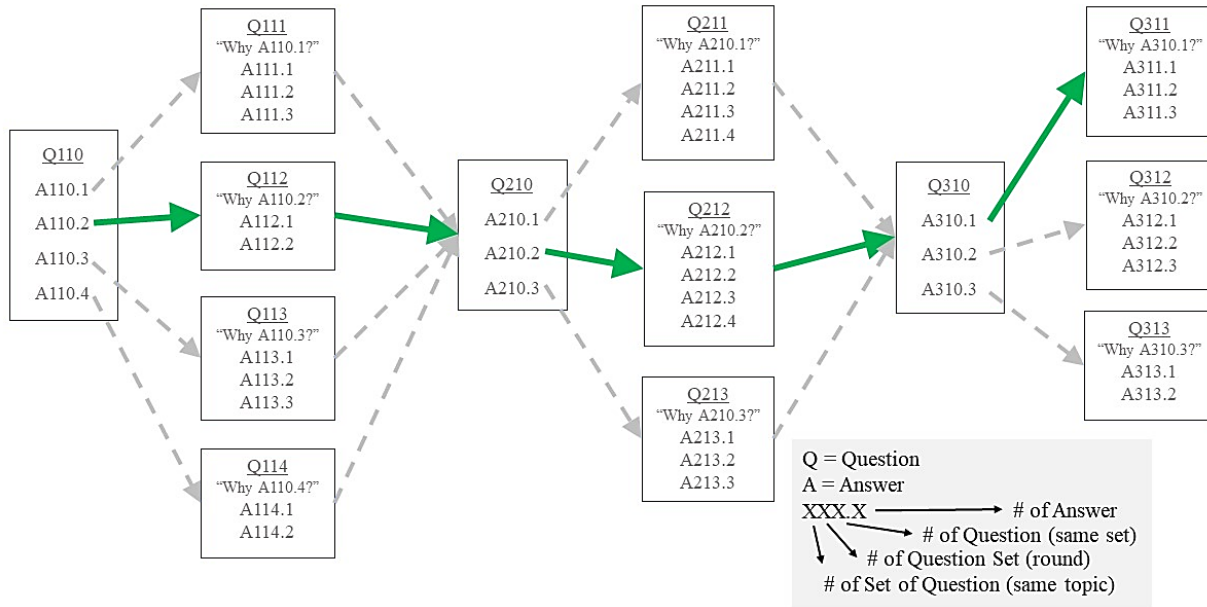 Q110
A110.1
A110.2
A110.3
A110.4
Q111
“Why A110.1?”
A111.1
A111.2
A111.3
Q112
“Why A110.2?”
A112.1
A112.2
Q113
“Why A110.3?”
A113.1
A113.2
A113.3
Q114
“Why A110.4?”
A114.1
A114.2
Q210
A210.1
A210.2
A210.3
Q211
“Why A210.1?”
A211.1
A211.2
A211.3
A211.4
Q212
“Why A210.2?”
A212.1
A212.2
A212.3
A212.4
Q213
“Why A210.3?”
A213.1
A213.2
A213.3
Q310
A310.1
A310.2
A310.3
Q311
“Why A310.1?”
A311.1
A311.2
A311.3
Q312
“Why A310.2?”
A312.1
A312.2
A312.3
Q313
“Why A310.3?”
A313.1
A313.2
Q = Question
A = Answer
XXX.X
# of Answer
# of Question (same set)
# of Question Set (round)
# of Set of Question (same topic)